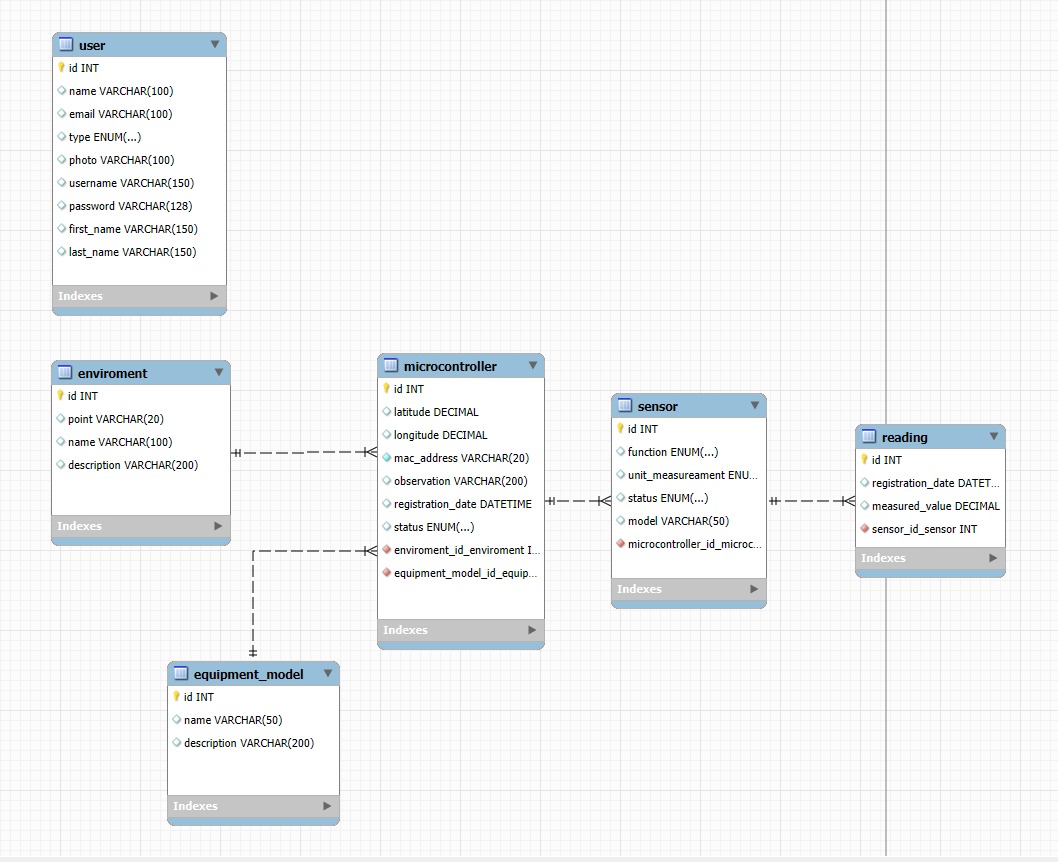 user
id INT
name VARCHAR(100)
email VARCHAR(100)
type ENUM(...)
photo VARCHAR(100)
username VARCHAR(150)
password VARCHAR(128)
first_name VARCHAR(150)
last_name VARCHAR(150)
Indexes
enviroment
id INT
point VARCHAR(20)
name VARCHAR(100)
description VARCHAR(200)
Indexes
microcontroller
id INT
latitude DECIMAL
longitude DECIMAL
mac_address VARCHAR(20)
observation VARCHAR(200)
registration_date DATETIME
status ENUM(...)
enviroment_id_enviroment I...
equipment_model_id_equip...
Indexes
sensor
id INT
function ENUM(...)
unit_measureament ENU...
status ENUM(...)
model VARCHAR(50)
microcontroller_id_microc...
Indexes
reading
id INT
registration_date DATET...
measured_value DECIMAL
sensor_id_sensor INT
Indexes
equipment_model
id INT
name VARCHAR(50)
description VARCHAR(200)
Indexes